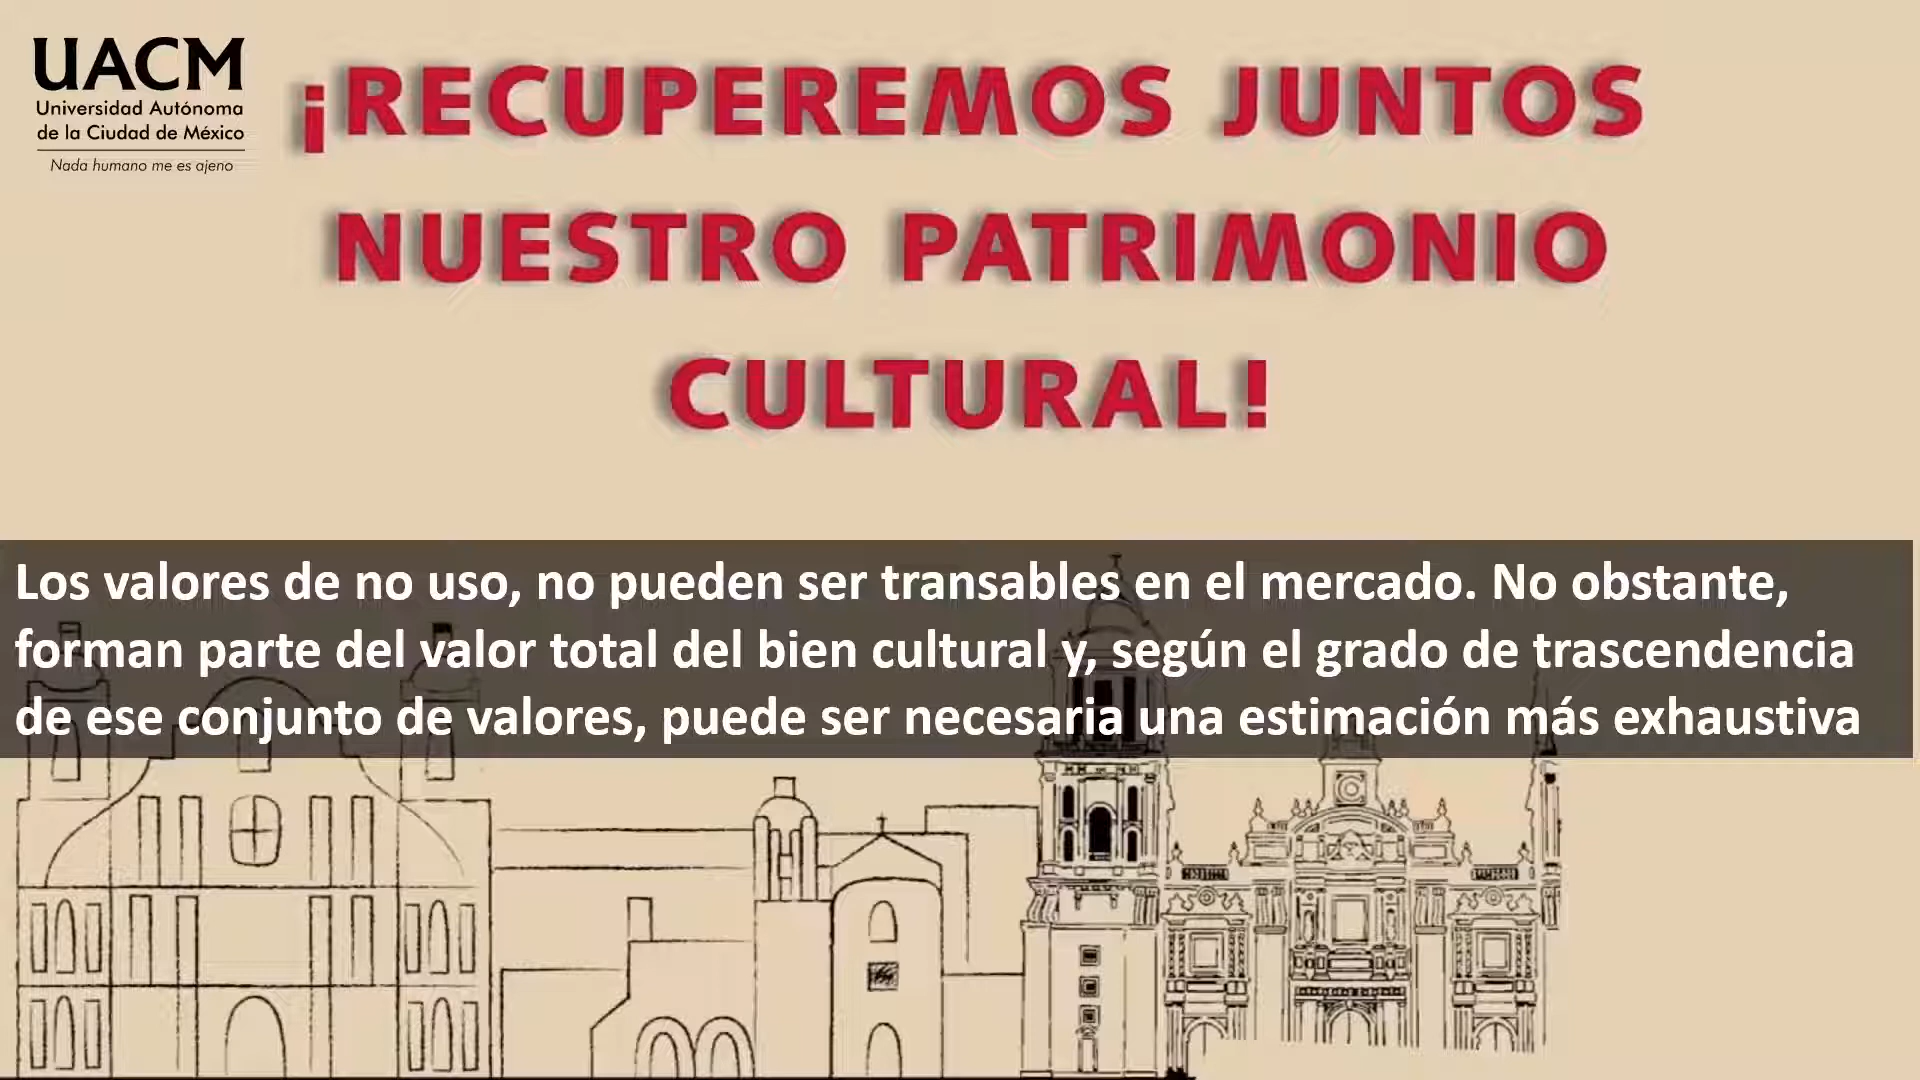 UACM
Universidad Autónoma
de la Ciudad de México
Nada humano me es ajeno
¡RECUPEREMOS JUNTOS
NUESTRO PATRIMONIO
CULTURAL!
Los valores de no uso, no pueden ser transables en el mercado. No obstante,
forman parte del valor total del bien cultural y, según el grado de trascendencia
de ese conjunto de valores, puede ser necesaria una estimación más exhaustiva